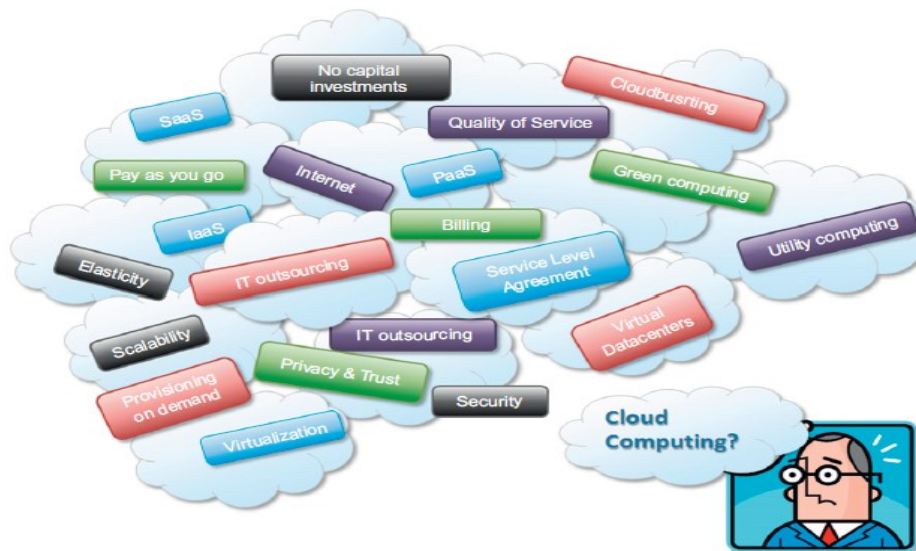 No capital
investments
Cloudbusrting
SaaS
Quality of Service
Pay as you go
Internet
PaaS
Green computing
IaaS
Billing
Utility computing
Elasticity
IT outsourcing
Service Level
Agreement
Scalability
IT outsourcing
Virtual
Datacenters
Privacy & Trust
Provisioning
on demand
Security
Virtualization
Cloud
Computing?